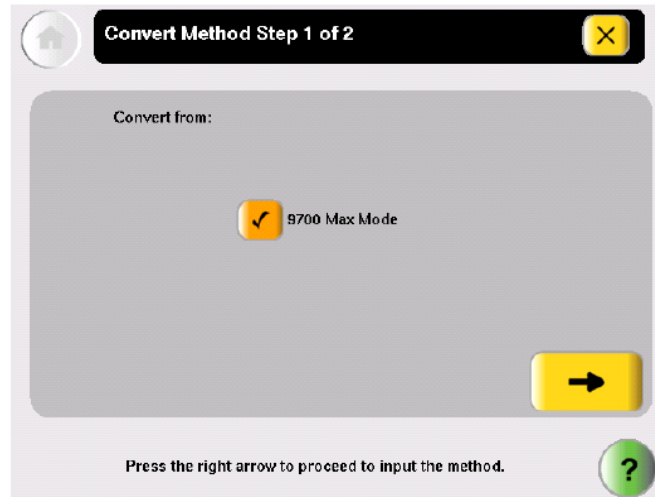 Convert Method Step 1 of 2
Convert from:
9700 Max Mode
Press the right arrow to proceed to input the method.
?